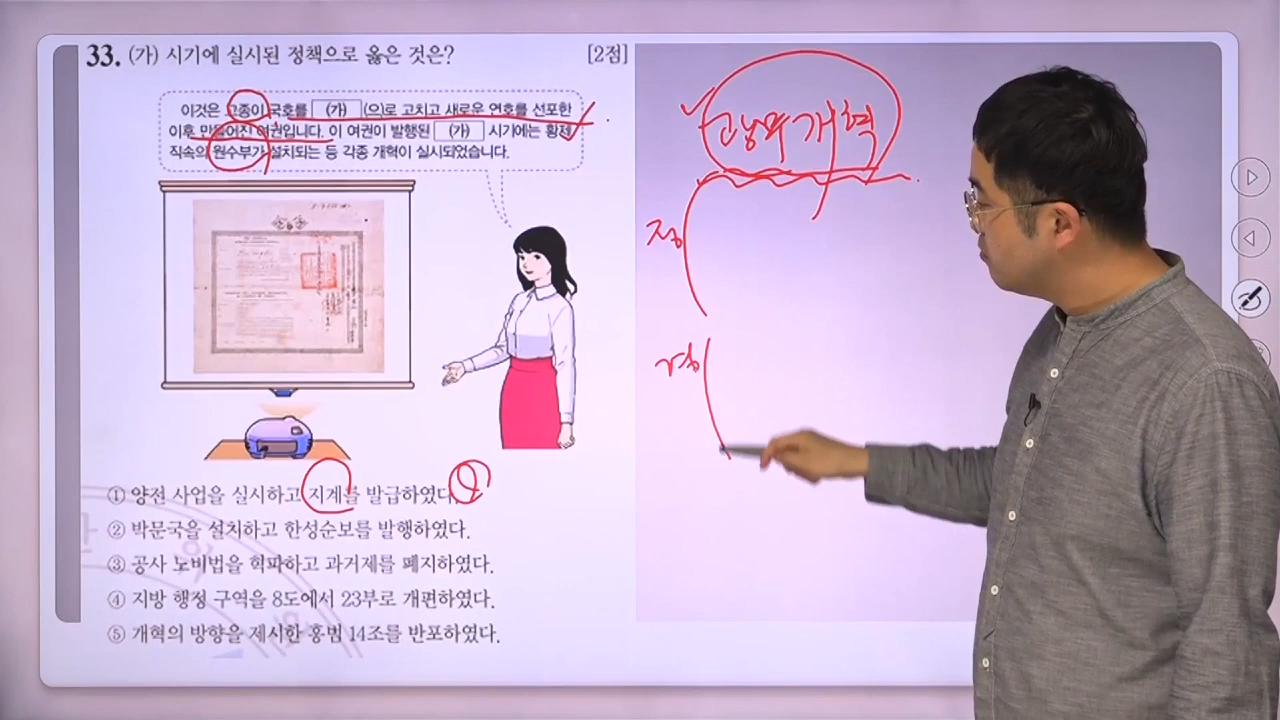 33. (가) 시기에 실시된 정책으로 옳은 것은? [2점]
이것은 고종이 국호를 (가) (으)로 고치고 새로운 연호를 선포한
이후 만들어진 여권입니다. 이 여권이 발행된 (가) 시기에는 황제
직속의 원수부가 설치되는 등 각종 개혁이 실시되었습니다.
① 양전 사업을 실시하고 지계를 발급하였다.
② 박문국을 설치하고 한성순보를 발행하였다.
③ 공사 노비법을 혁파하고 과거제를 폐지하였다.
④ 지방 행정 구역을 8도에서 23부로 개편하였다.
⑤ 개혁의 방향을 제시한 홍범 14조를 반포하였다.
광무개혁
정
경